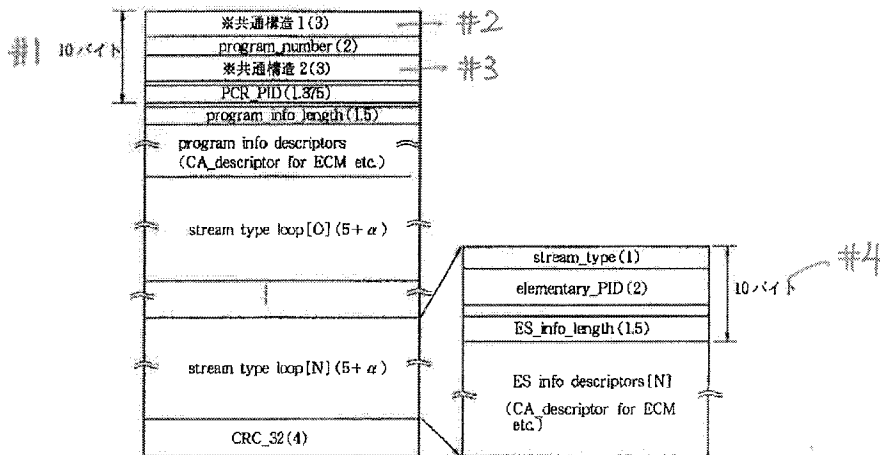 ※共通構造1(3)
#2
#1 10バイト
program_number(2)
※共通構造2(3)
#3
PCR_PID(1.375)
program_info_length(1.5)
program info descriptors
(CA_descriptor for ECM etc.)
stream type loop[0](5+α)
stream type loop[N](5+α)
CRC_32(4)
stream_type(1)
#4
elementary_PID(2)
10バイト
ES_info_length(1.5)
ES info descriptors[N]
(CA_descriptor for ECM
etc.)